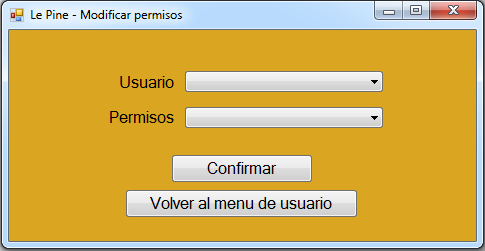 Le Pine - Modificar permisos
Usuario
Permisos
Confirmar
Volver al menu de usuario